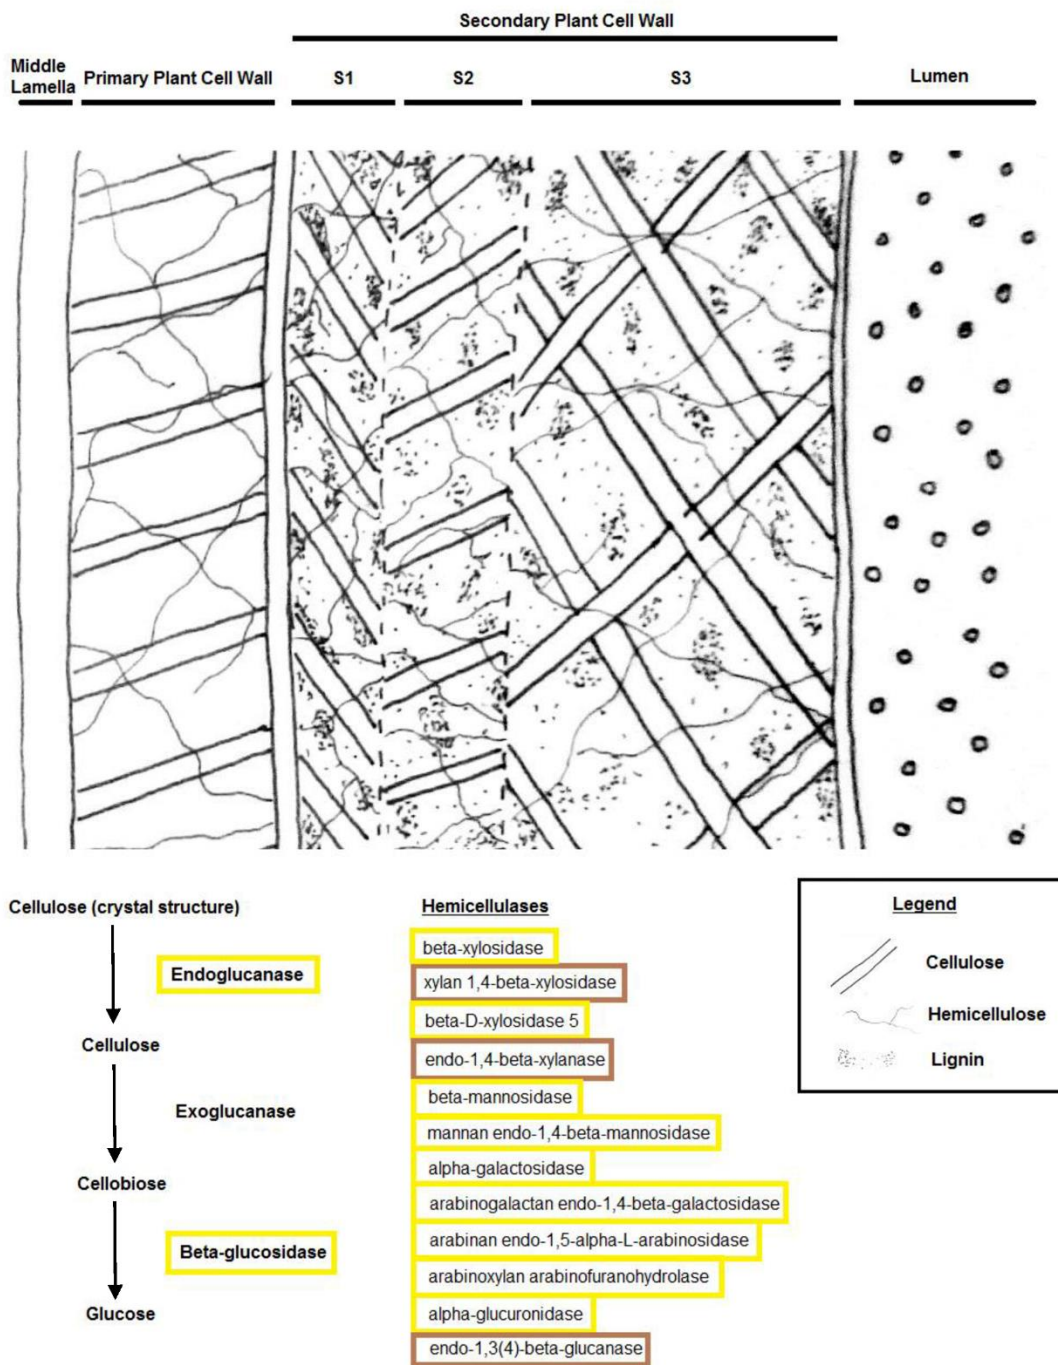 Secondary Plant Cell Wall
Middle
Lamella
Primary Plant Cell Wall
S1
S2
S3
Lumen
Cellulose (crystal structure)
Endoglucanase
Cellulose
Exoglucanase
Cellobiose
Beta-glucosidase
Glucose
Hemicellulases
beta-xylosidase
xylan 1,4-beta-xylosidase
beta-D-xylosidase 5
endo-1,4-beta-xylanase
beta-mannosidase
mannan endo-1,4-beta-mannosidase
alpha-galactosidase
arabinogalactan endo-1,4-beta-galactosidase
arabinan endo-1,5-alpha-L-arabinosidase
arabinoxylan arabinofuranohydrolase
alpha-glucuronidase
endo-1,3(4)-beta-glucanase
Legend
Cellulose
Hemicellulose
Lignin